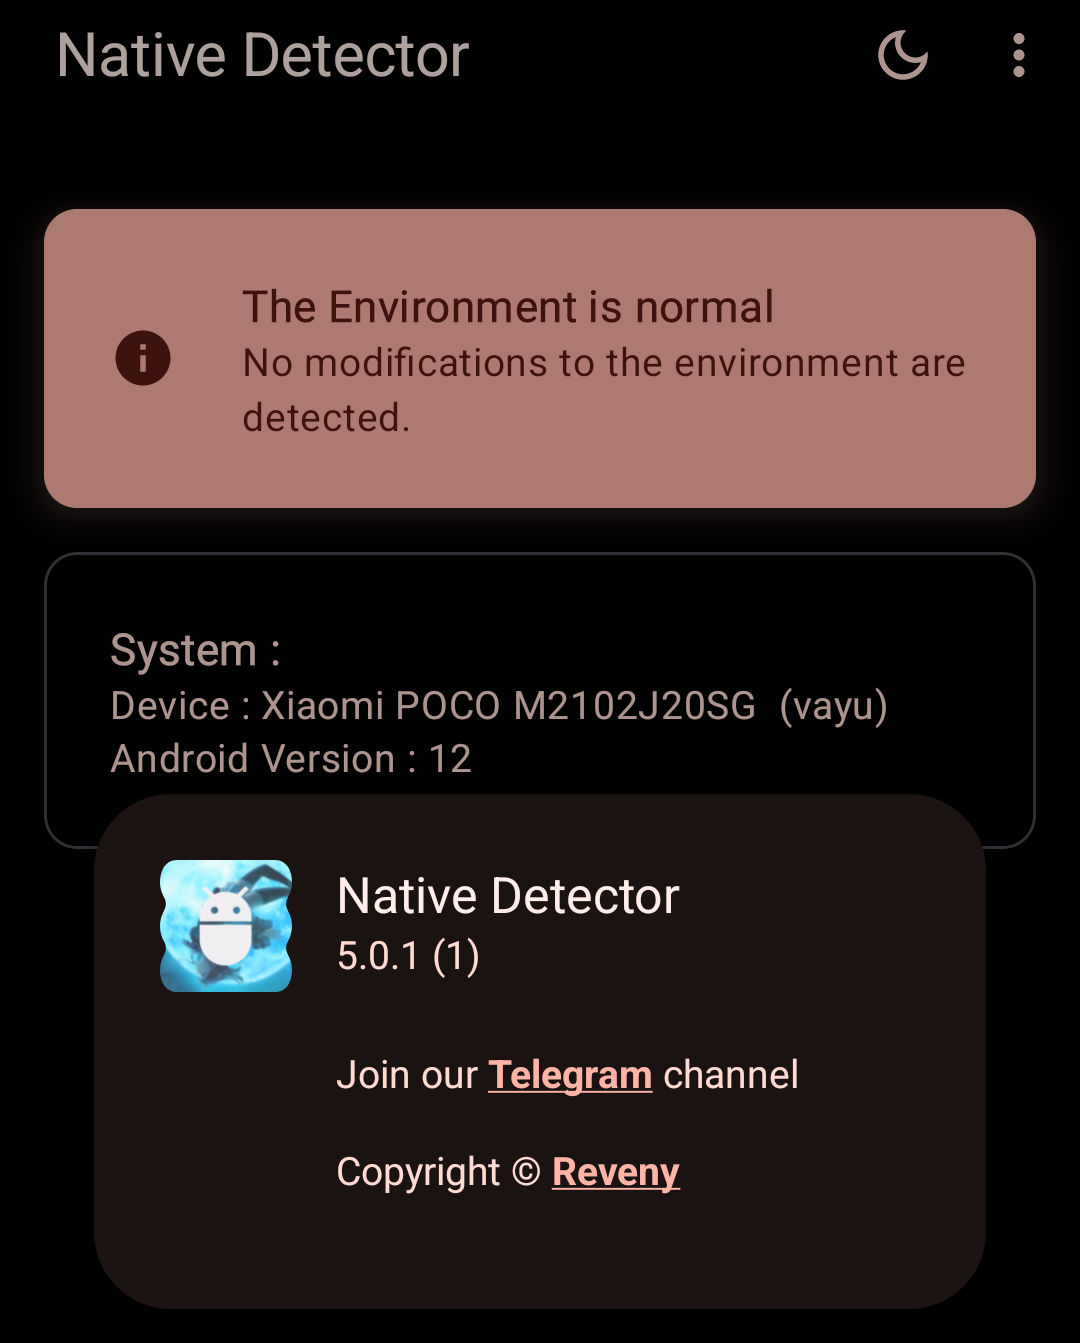 Native Detector
The Environment is normal
No modifications to the environment are
detected.
System :
Device : Xiaomi POCO M2102J20SG  (vayu)
Android Version : 12
Native Detector
5.0.1 (1)
Join our Telegram channel
Copyright © Reveny